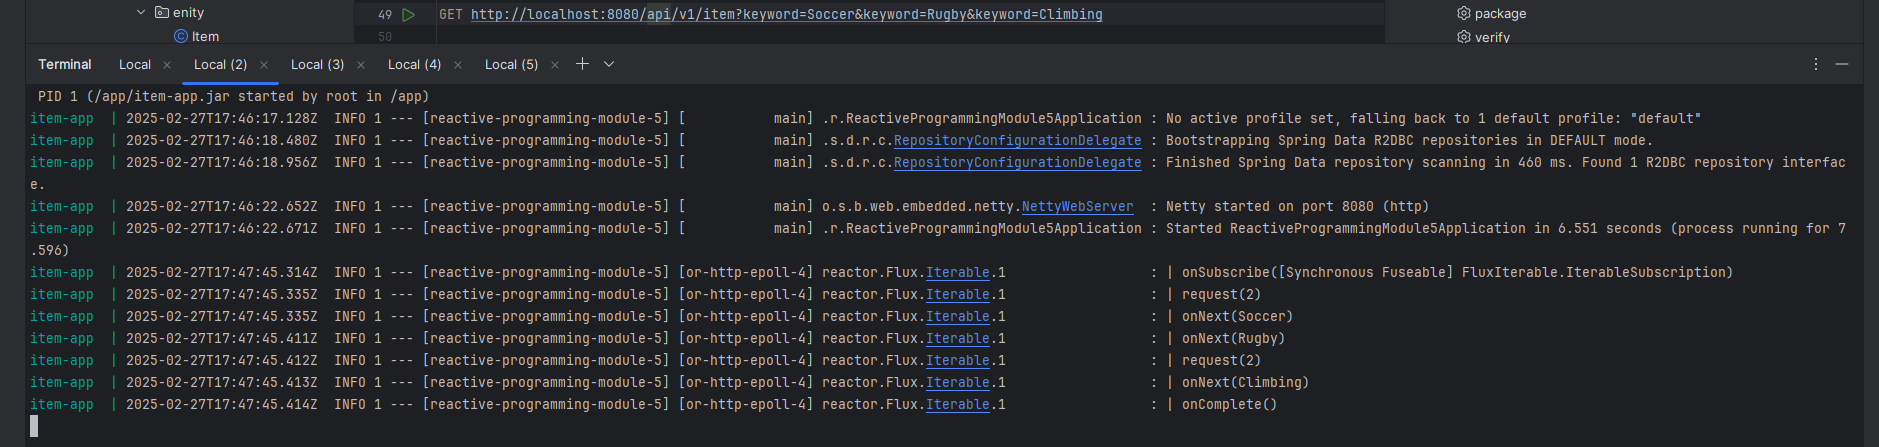 enity
Item
49 GET http://localhost:8080/api/v1/item?keyword=Soccer&keyword=Rugby&keyword=Climbing
50
package
verify
Terminal Local × Local (2) × Local (3) × Local (4) × Local (5) ×
PID 1 (/app/item-app.jar started by root in /app)
item-app | 2025-02-27T17:46:17.128Z INFO 1 --- [reactive-programming-module-5] [ main] .r.ReactiveProgrammingModule5Application : No active profile set, falling back to 1 default profile: "default"
item-app | 2025-02-27T17:46:18.480Z INFO 1 --- [reactive-programming-module-5] [ main] .s.d.r.c.RepositoryConfigurationDelegate : Bootstrapping Spring Data R2DBC repositories in DEFAULT mode.
item-app | 2025-02-27T17:46:18.956Z INFO 1 --- [reactive-programming-module-5] [ main] .s.d.r.c.RepositoryConfigurationDelegate : Finished Spring Data repository scanning in 460 ms. Found 1 R2DBC repository interfac
e.
item-app | 2025-02-27T17:46:22.652Z INFO 1 --- [reactive-programming-module-5] [ main] o.s.b.web.embedded.netty.NettyWebServer : Netty started on port 8080 (http)
item-app | 2025-02-27T17:46:22.671Z INFO 1 --- [reactive-programming-module-5] [ main] .r.ReactiveProgrammingModule5Application : Started ReactiveProgrammingModule5Application in 6.551 seconds (process running for 7
.596)
item-app | 2025-02-27T17:47:45.314Z INFO 1 --- [reactive-programming-module-5] [or-http-epoll-4] reactor.Flux.Iterable.1 : | onSubscribe([Synchronous Fuseable] FluxIterable.IterableSubscription)
item-app | 2025-02-27T17:47:45.335Z INFO 1 --- [reactive-programming-module-5] [or-http-epoll-4] reactor.Flux.Iterable.1 : | request(2)
item-app | 2025-02-27T17:47:45.335Z INFO 1 --- [reactive-programming-module-5] [or-http-epoll-4] reactor.Flux.Iterable.1 : | onNext(Soccer)
item-app | 2025-02-27T17:47:45.411Z INFO 1 --- [reactive-programming-module-5] [or-http-epoll-4] reactor.Flux.Iterable.1 : | onNext(Rugby)
item-app | 2025-02-27T17:47:45.412Z INFO 1 --- [reactive-programming-module-5] [or-http-epoll-4] reactor.Flux.Iterable.1 : | request(2)
item-app | 2025-02-27T17:47:45.413Z INFO 1 --- [reactive-programming-module-5] [or-http-epoll-4] reactor.Flux.Iterable.1 : | onNext(Climbing)
item-app | 2025-02-27T17:47:45.414Z INFO 1 --- [reactive-programming-module-5] [or-http-epoll-4] reactor.Flux.Iterable.1 : | onComplete()